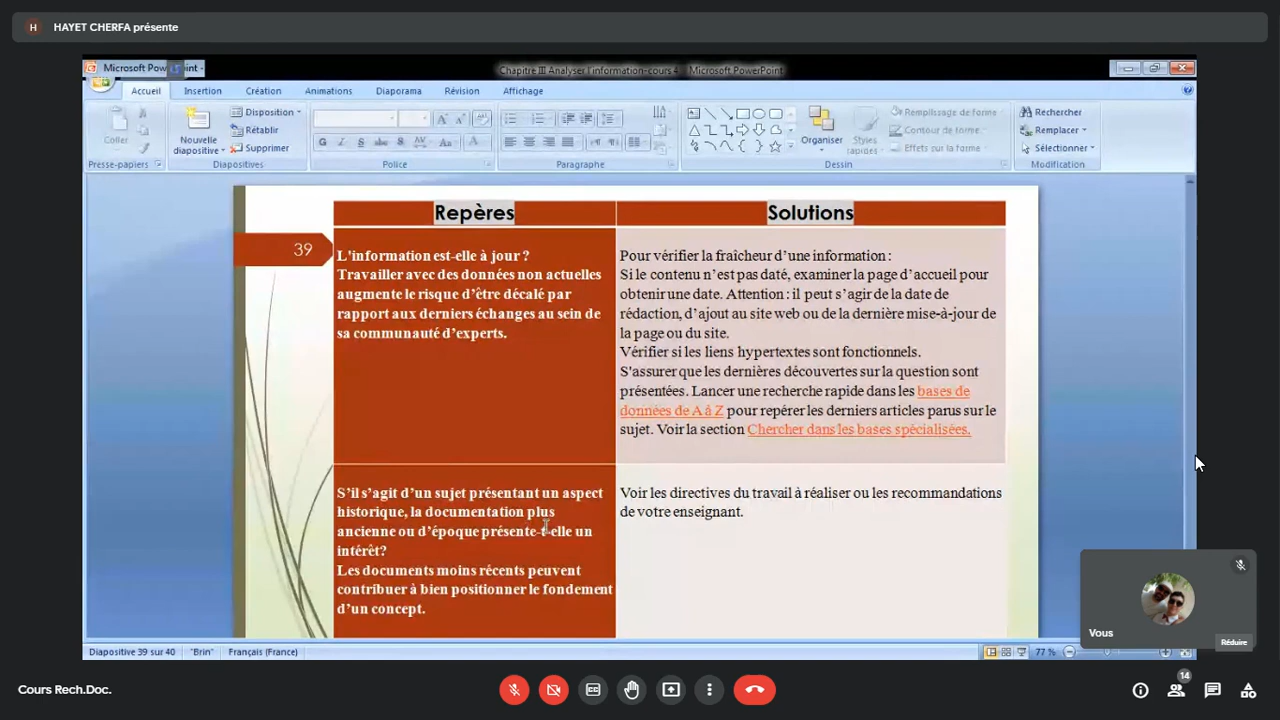 H HAYET CHERFA présente
Microsoft Pow point -
Chapitre III Analyser l'information-cours 4 Microsoft PowerPoint
Accueil Insertion Création Animations Diaporama Révision Affichage
Coller
Nouvelle diapositive
Disposition
Rétablir
Supprimer
Organiser
Styles rapides
Remplissage de forme
Contour de forme
Effets sur la forme
Rechercher
Remplacer
Sélectionner
Presse-papiers Diapositives Police Paragraphe Dessin Modification
Repères Solutions
39
L'information est-elle à jour ?
Travailler avec des données non actuelles
augmente le risque d'être décalé par
rapport aux derniers échanges au sein de
sa communauté d'experts.
Pour vérifier la fraîcheur d'une information :
Si le contenu n'est pas daté, examiner la page d'accueil pour
obtenir une date. Attention : il peut s'agir de la date de
rédaction, d'ajout au site web ou de la dernière mise-à-jour de
la page ou du site.
Vérifier si les liens hypertextes sont fonctionnels.
S'assurer que les dernières découvertes sur la question sont
présentées. Lancer une recherche rapide dans les bases de
données de A à Z pour repérer les derniers articles parus sur le
sujet. Voir la section Chercher dans les bases spécialisées.
S'il s'agit d'un sujet présentant un aspect
historique, la documentation plus
ancienne ou d'époque présente-t-elle un
intérêt?
Les documents moins récents peuvent
contribuer à bien positionner le fondement
d'un concept.
Voir les directives du travail à réaliser ou les recommandations
de votre enseignant.
Vous
Réduire
Diapositive 39 sur 40 "Brin" Français (France) 77 %
Cours Rech.Doc.
14